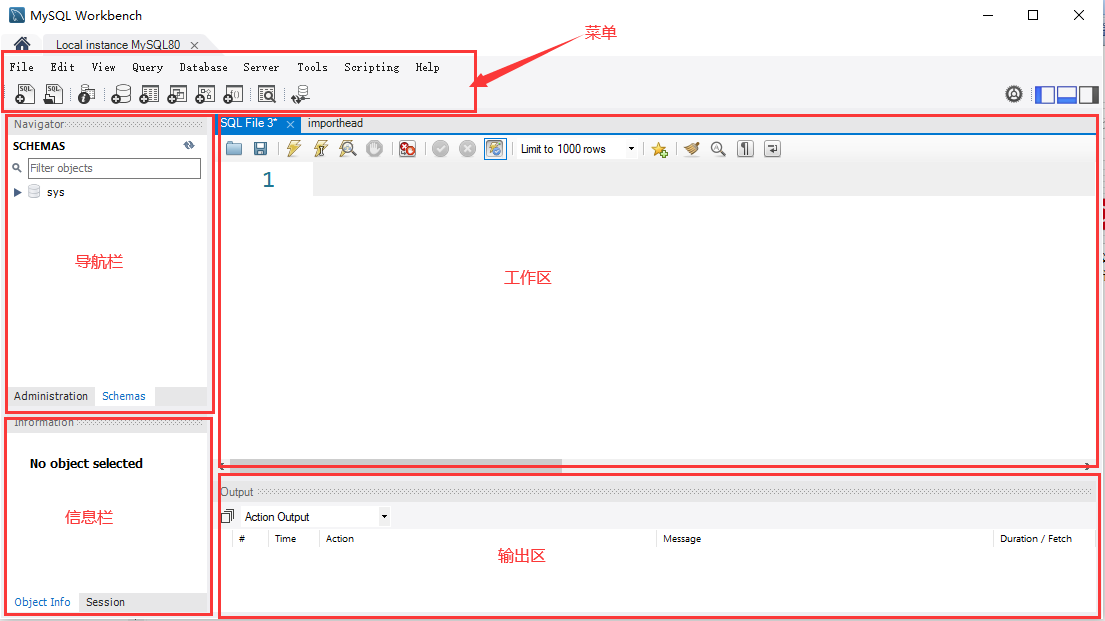 MySQL Workbench
Local instance MySQL80
菜单
File Edit View Query Database Server Tools Scripting Help
Navigator
SCHEMAS
Filter objects
sys
导航栏
Administration Schemas
Information
No object selected
信息栏
Object Info Session
SQL File 3* importhead
Limit to 1000 rows
1
工作区
Output
Action Output
# Time Action Message Duration / Fetch
输出区